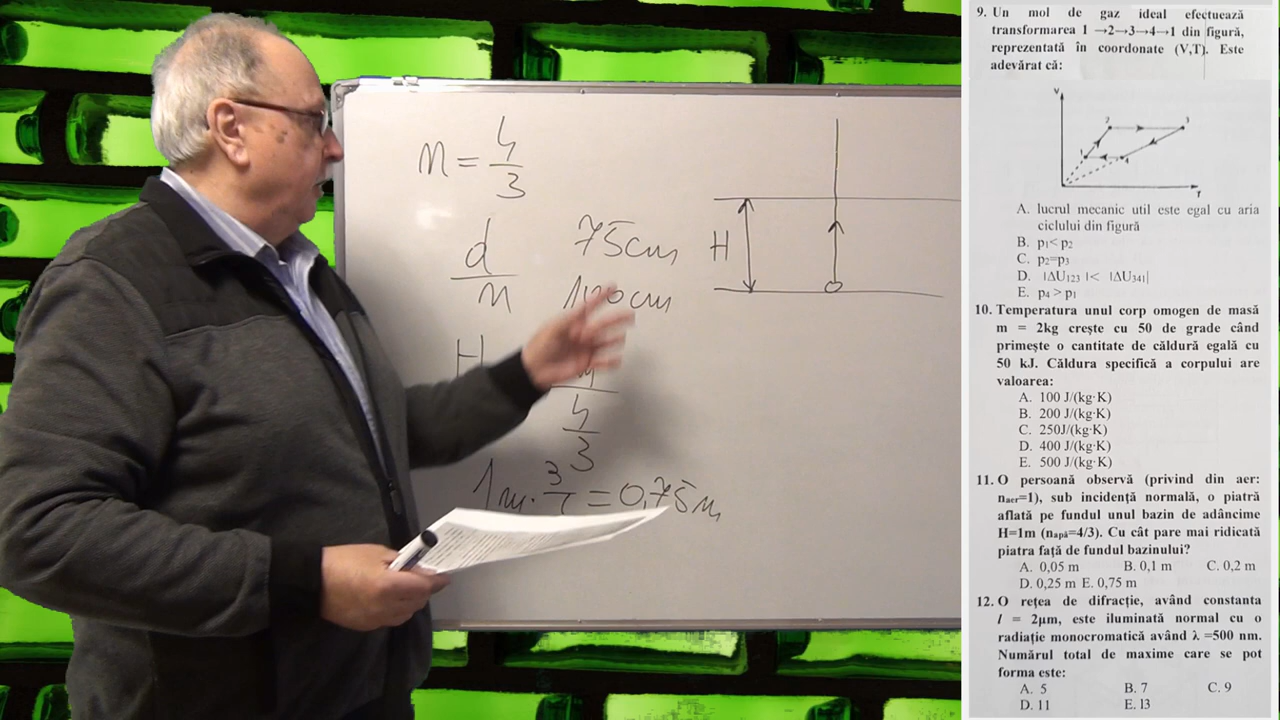 n = 4/3
d/n
75cm
100cm
H
H
4/3
1m · 3/ = 0,75m
9. Un mol de gaz ideal efectuează
transformarea 1 →2→3→4→1 din figură,
reprezentată în coordonate (V,T). Este
adevărat că:
V
2
3
1
4
T
A. lucrul mecanic util este egal cu aria
ciclului din figură
B. p₁< p₂
C. p₂=p₃
D. |ΔU₁₂₃ |< |ΔU₃₄₁|
E. p₄ > p₁
10. Temperatura unul corp omogen de masă
m = 2kg crește cu 50 de grade când
primește o cantitate de căldură egală cu
50 kJ. Căldura specifică a corpului are
valoarea:
A. 100 J/(kg·K)
B. 200 J/(kg·K)
C. 250J/(kg·K)
D. 400 J/(kg·K)
E. 500 J/(kg·K)
11. O persoană observă (privind din aer:
nₐₑᵣ=1), sub incidență normală, o piatră
aflată pe fundul unul bazin de adâncime
H=1m (nₐₚă=4/3). Cu cât pare mai ridicată
piatra față de fundul bazinului?
A. 0,05 m B. 0,1 m C. 0,2 m
D. 0,25 m E. 0,75 m
12. O rețea de difracție, având constanta
l = 2μm, este iluminată normal cu o
radiație monocromatică având λ =500 nm.
Numărul total de maxime care se pot
forma este:
A. 5 B. 7 C. 9
D. 11 E. 13